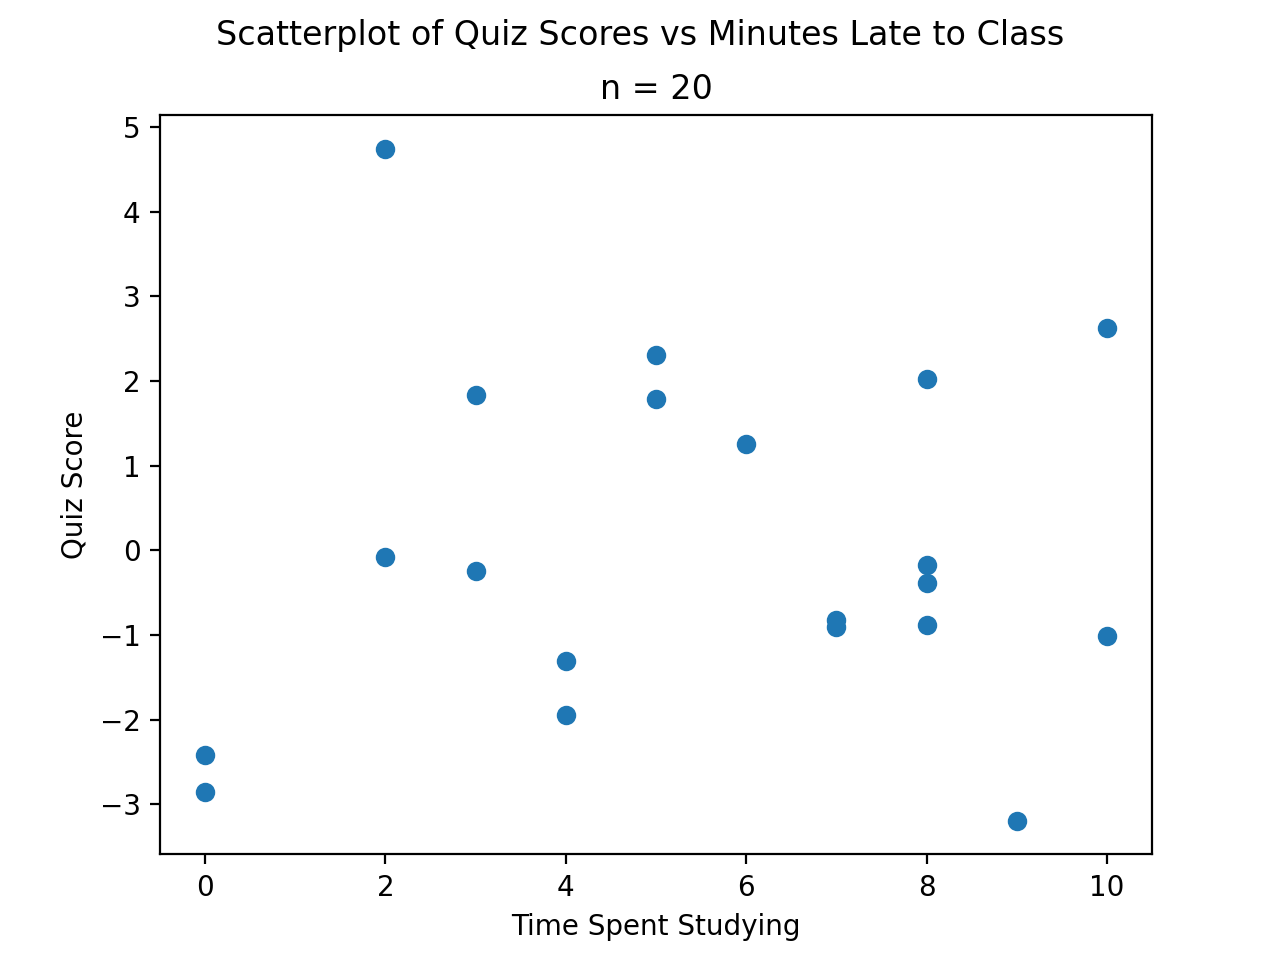 Scatterplot of Quiz Scores vs Minutes Late to Class
n = 20
5
4
3
2
1
0
−1
−2
−3
Quiz Score
0 2 4 6 8 10
Time Spent Studying